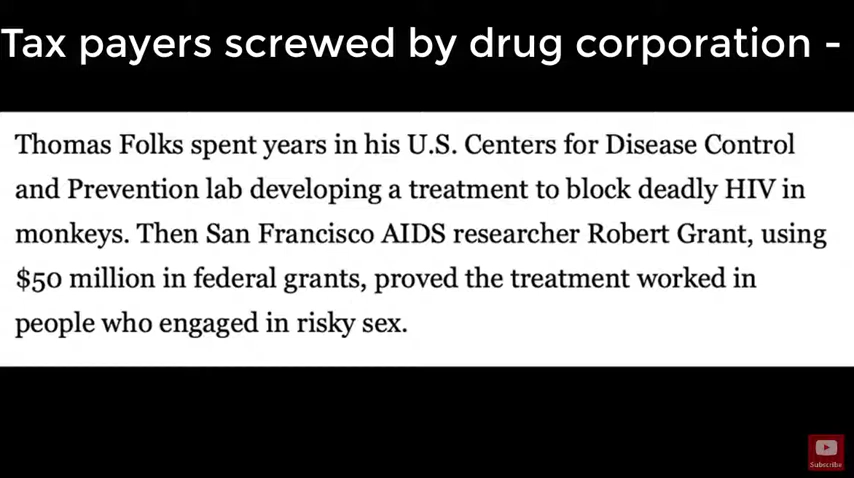 Tax payers screwed by drug corporation -
Thomas Folks spent years in his U.S. Centers for Disease Control
and Prevention lab developing a treatment to block deadly HIV in
monkeys. Then San Francisco AIDS researcher Robert Grant, using
$50 million in federal grants, proved the treatment worked in
people who engaged in risky sex.
Subscribe